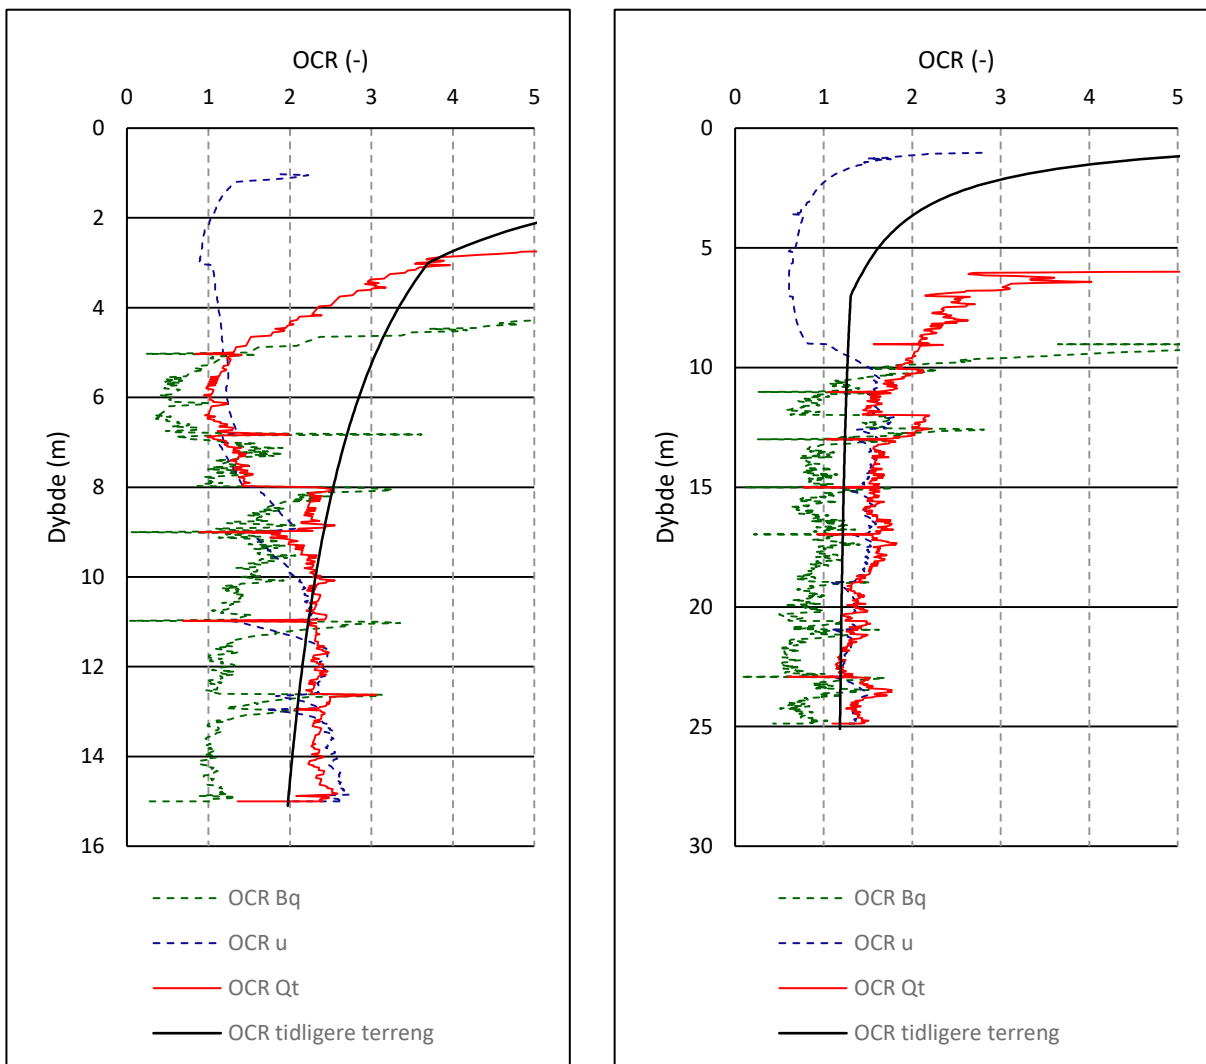 OCR (-)
0 1 2 3 4 5
0
2
4
6
8
10
12
14
16
Dybde (m)
OCR Bq
OCR u
OCR Qt
OCR tidligere terreng
OCR (-)
0 1 2 3 4 5
0
5
10
15
20
25
30
Dybde (m)
OCR Bq
OCR u
OCR Qt
OCR tidligere terreng